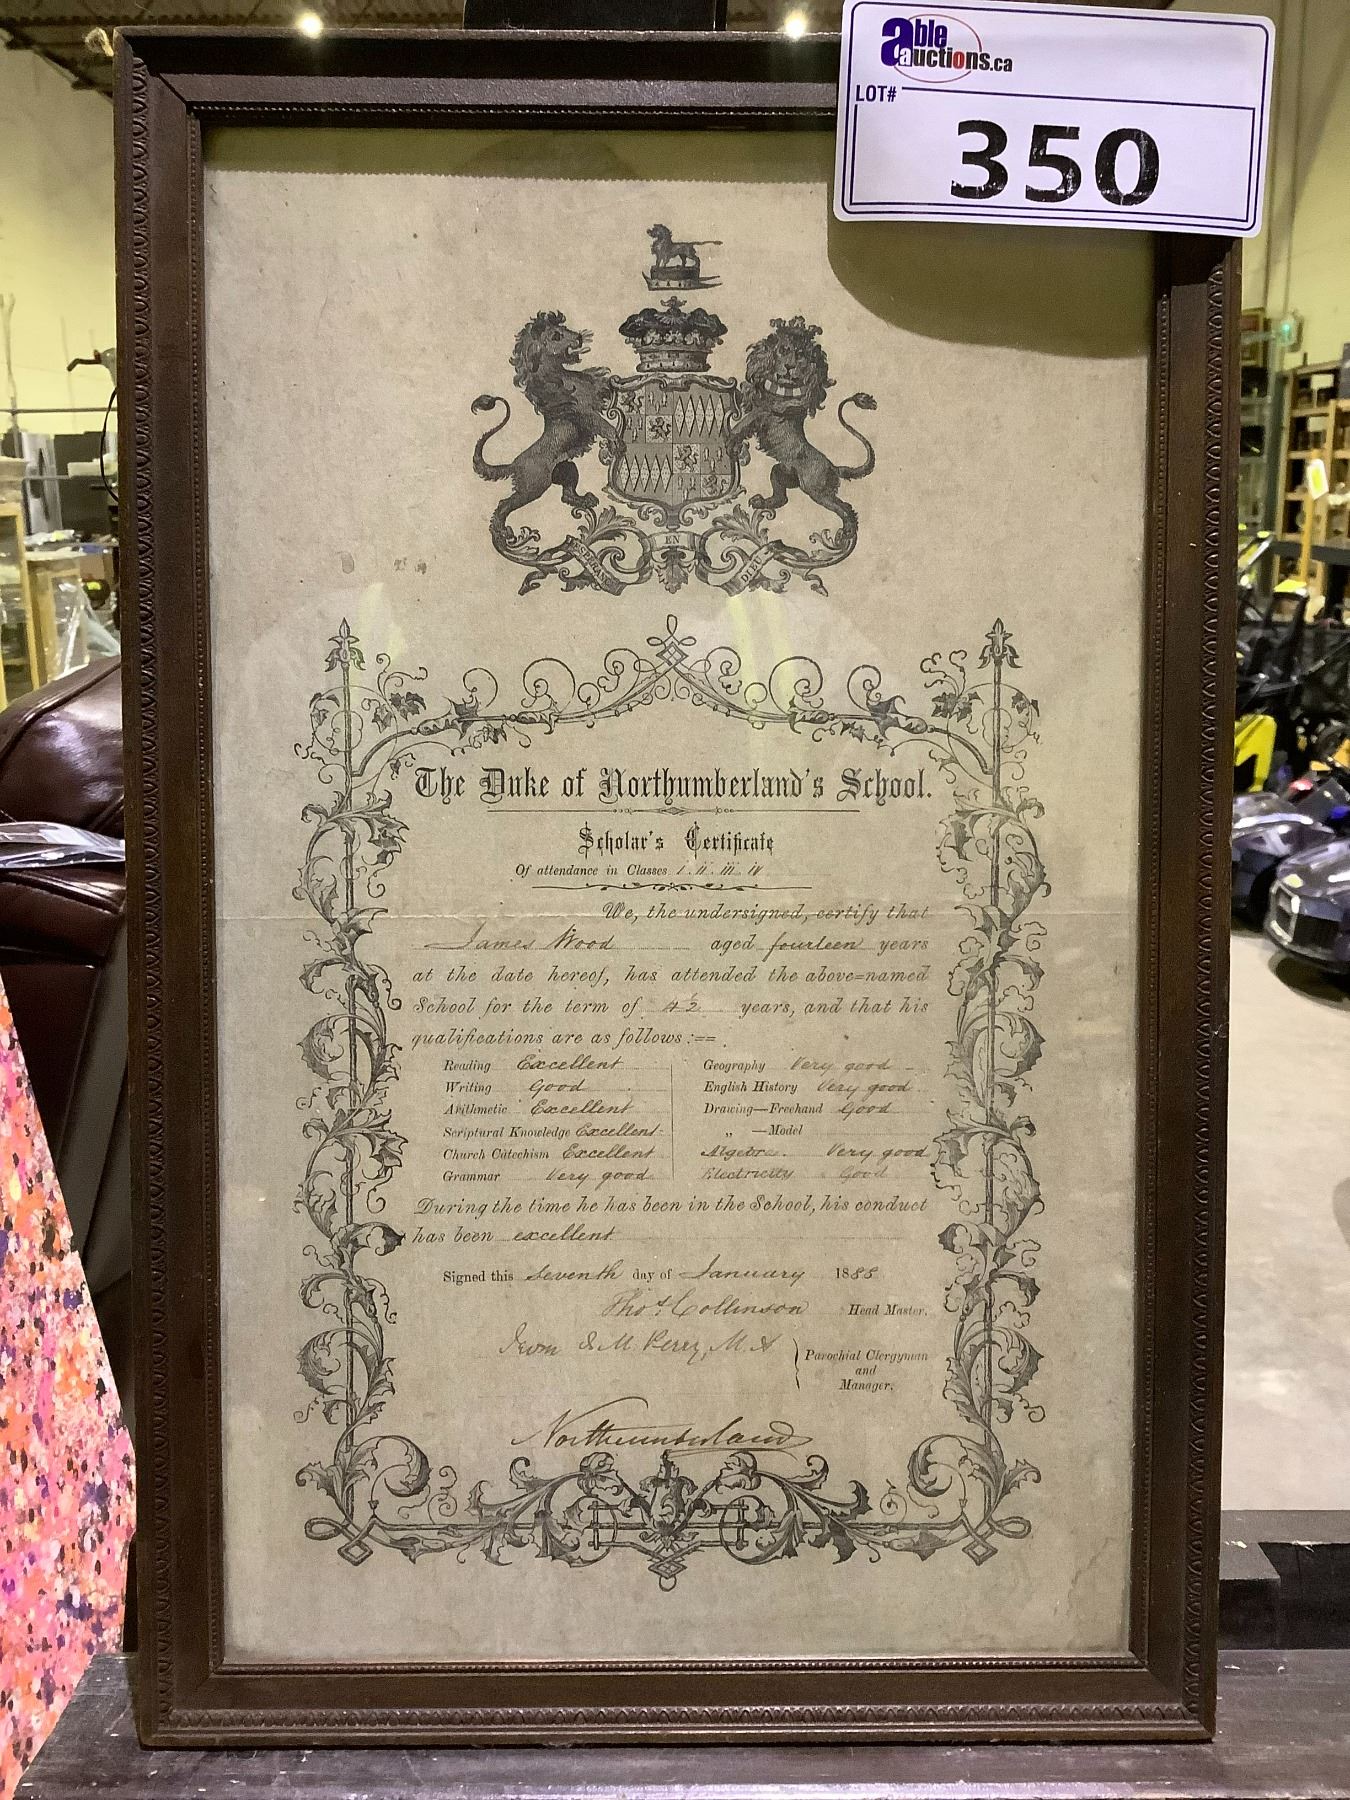 able auctions.ca
LOT#
350
ESPERANCE EN DIEU
The Duke of Northumberland's School.
Scholar's Certificate
Of attendance in Classes i. ii. iii. iv
We, the undersigned, certify that
James Wood aged fourteen years
at the date hereof, has attended the above=named
School for the term of 4½ years, and that his
qualifications are as follows:==
Reading Excellent
Writing Good
Arithmetic Excellent
Scriptural Knowledge Excellent
Church Catechism Excellent
Grammar Very good
Geography Very good
English History Very good
Drawing—Freehand Good
„ —Model
Algebra. Very good
Electricity Good
During the time he has been in the School, his conduct
has been excellent
Signed this Seventh day of January 1888
Thos. Collinson Head Master.
Perry, M.A
Parochial Clergyman
and
Manager.
Northumberland